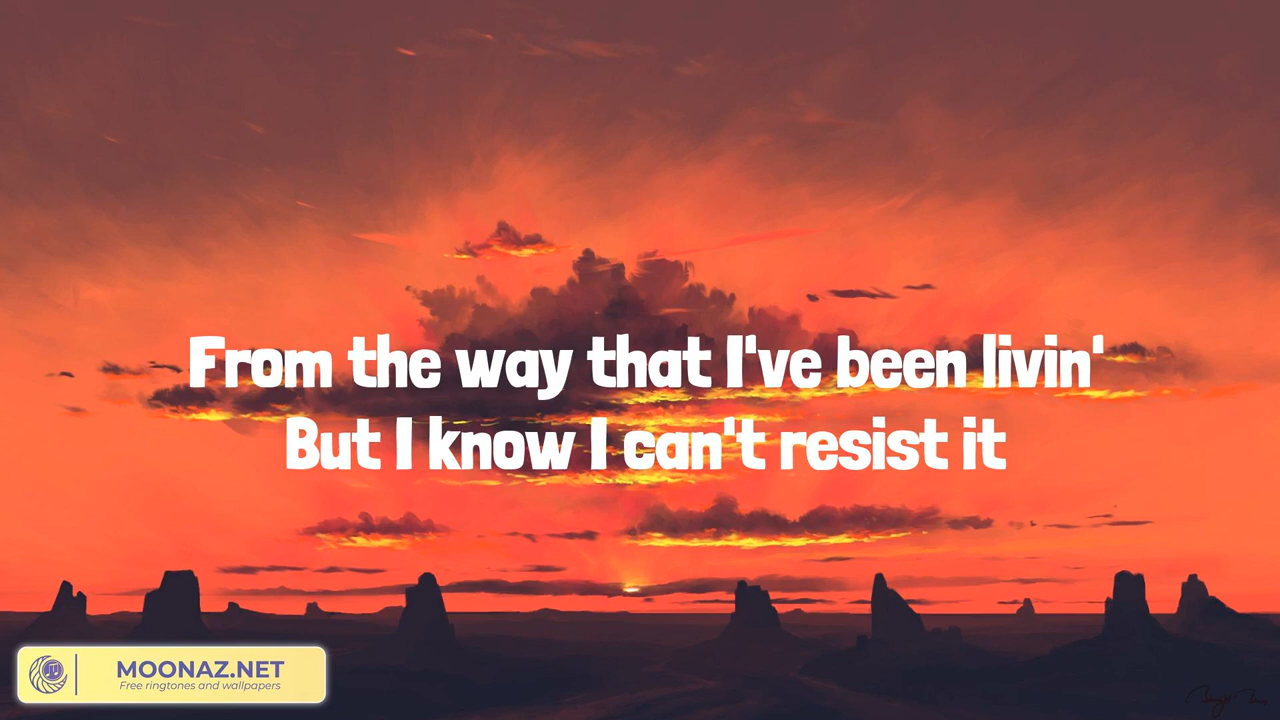 From the way that I've been livin'
But I know I can't resist it
MOONAZ.NET
Free ringtones and wallpapers